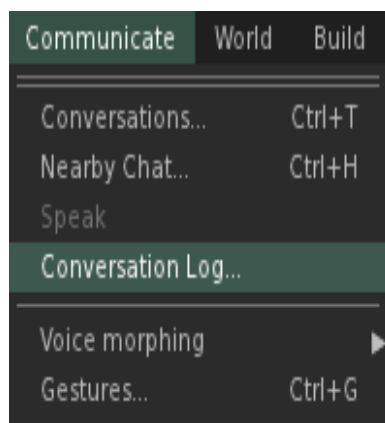 Communicate World Build
Conversations... Ctrl+T
Nearby Chat... Ctrl+H
Speak
Conversation Log...
Voice morphing
Gestures... Ctrl+G